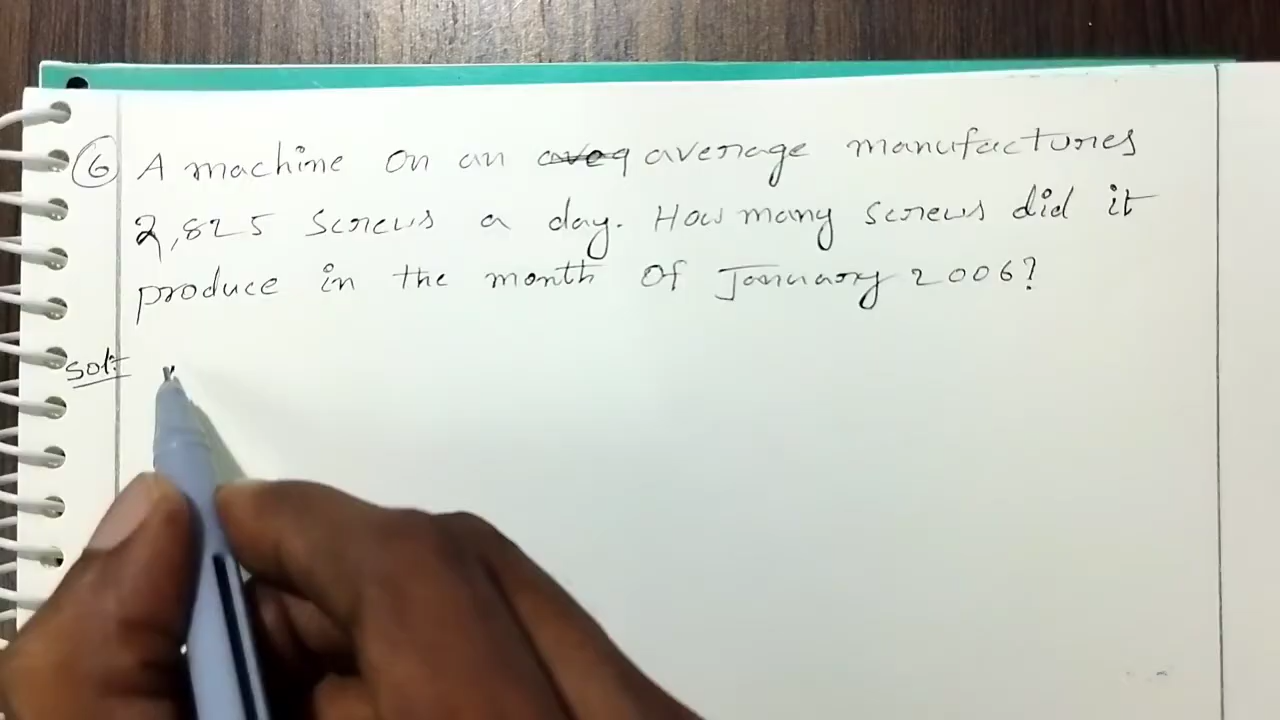 6 A machine on an aveq average manufactures
2,825 screws a day. How many screws did it
produce in the month of January 2006?
Sol: